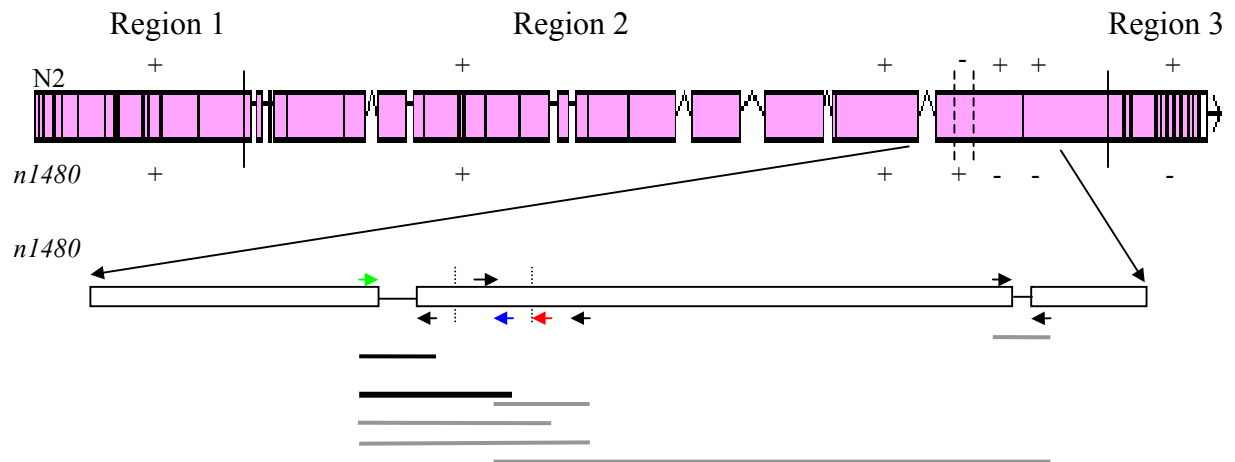 Region 1 Region 2 Region 3
+ + + - + + +
N2
n1480 + + + + - - -
n1480